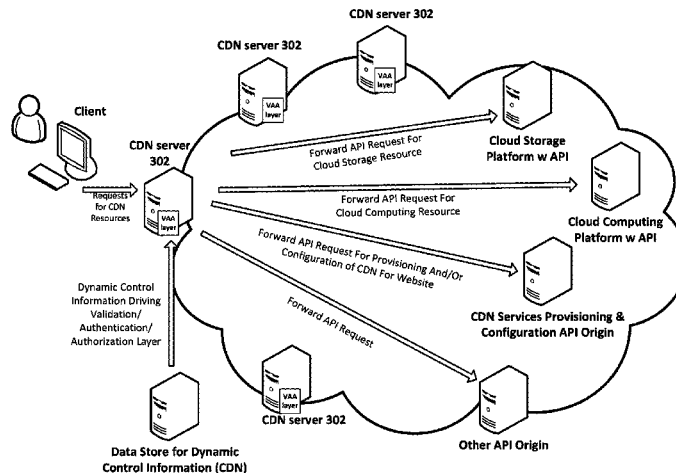 CDN server 302
CDN server 302
VAA
layer
VAA
layer
Client
CDN server
302
VAA
layer
Requests
for CDN
Resources
Forward API Request For
Cloud Storage Resource
Cloud Storage
Platform w API
Forward API Request For
Cloud Computing Resource
Cloud Computing
Platform w API
Forward API Request For Provisioning And/Or
Configuration of CDN For Website
CDN Services Provisioning &
Configuration API Origin
Forward API Request
Dynamic Control
Information Driving
Validation/
Authentication/
Authorization Layer
VAA
layer
CDN server 302
Other API Origin
Data Store for Dynamic
Control Information (CDN)